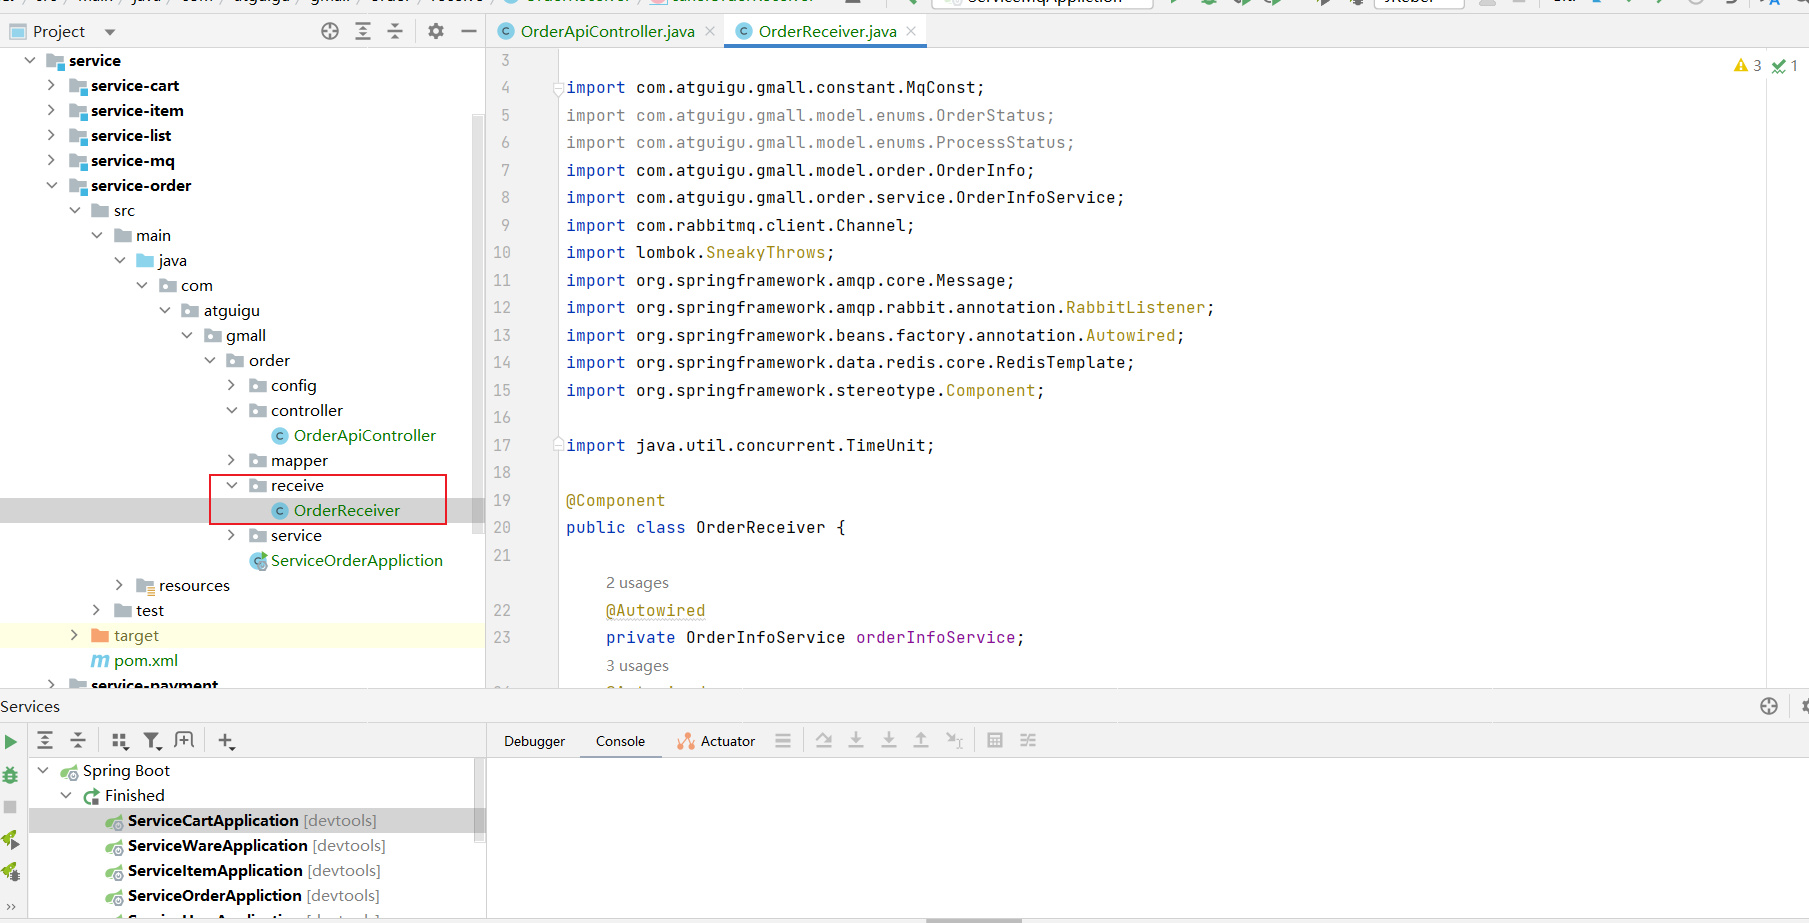 Project
service
service-cart
service-item
service-list
service-mq
service-order
src
main
java
com
atguigu
gmall
order
config
controller
OrderApiController
mapper
receive
OrderReceiver
service
ServiceOrderAppliction
resources
test
target
pom.xml
service-payment
OrderApiController.java
OrderReceiver.java
3 1
3
4 import com.atguigu.gmall.constant.MqConst;
5 import com.atguigu.gmall.model.enums.OrderStatus;
6 import com.atguigu.gmall.model.enums.ProcessStatus;
7 import com.atguigu.gmall.model.order.OrderInfo;
8 import com.atguigu.gmall.order.service.OrderInfoService;
9 import com.rabbitmq.client.Channel;
10 import lombok.SneakyThrows;
11 import org.springframework.amqp.core.Message;
12 import org.springframework.amqp.rabbit.annotation.RabbitListener;
13 import org.springframework.beans.factory.annotation.Autowired;
14 import org.springframework.data.redis.core.RedisTemplate;
15 import org.springframework.stereotype.Component;
16
17 import java.util.concurrent.TimeUnit;
18
19 @Component
20 public class OrderReceiver {
21
2 usages
22 @Autowired
23 private OrderInfoService orderInfoService;
3 usages
Services
Debugger
Console
Actuator
Spring Boot
Finished
ServiceCartApplication [devtools]
ServiceWareApplication [devtools]
ServiceItemApplication [devtools]
ServiceOrderAppliction [devtools]